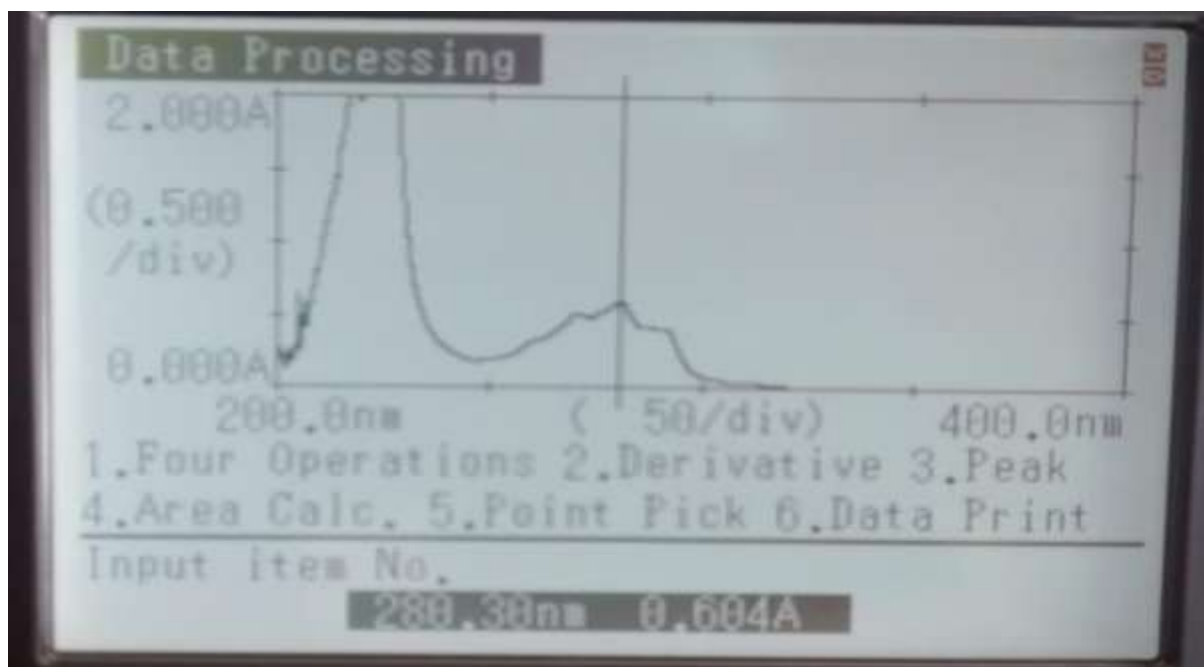 Data Processing
2.000A
(0.500
/div)
0.000A
200.0nm ( 50/div) 400.0nm
1.Four Operations 2.Derivative 3.Peak
4.Area Calc. 5.Point Pick 6.Data Print
Input item No.
280.30nm 0.604A